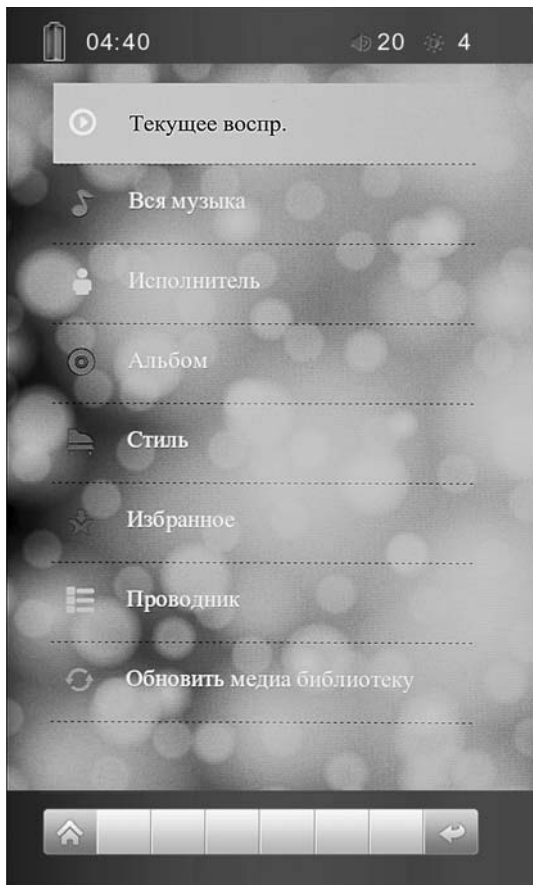 04:40 20 4
Текущее воспр.
Вся музыка
Исполнитель
Альбом
Стиль
Избранное
Проводник
Обновить медиа библиотеку